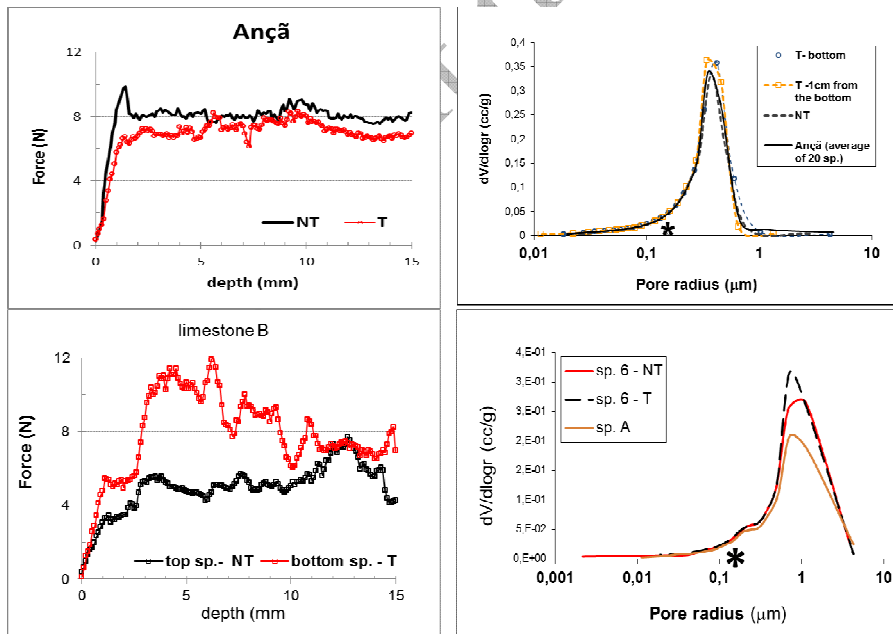 Ançã
Force (N)
12
8
4
0
NT
T
0
5
10
15
depth (mm)
dV/dlogr (cc/g)
0,4
0,35
0,3
0,25
0,2
0,15
0,1
0,05
0
T- bottom
T -1cm from
the bottom
NT
Ançã (average
of 20 sp.)
*
0,01
0,1
1
10
Pore radius (µm)
limestone B
Force (N)
12
8
4
0
top sp.- NT
bottom sp. - T
0
5
10
15
depth (mm
dV/dlogr (cc/g)
4,E-01
3,E-01
3,E-01
2,E-01
2,E-01
1,E-01
5,E-02
0,E+00
sp. 6 - NT
sp. 6 - T
sp. A
*
0,001
0,01
0,1
1
10
Pore radius (µm)